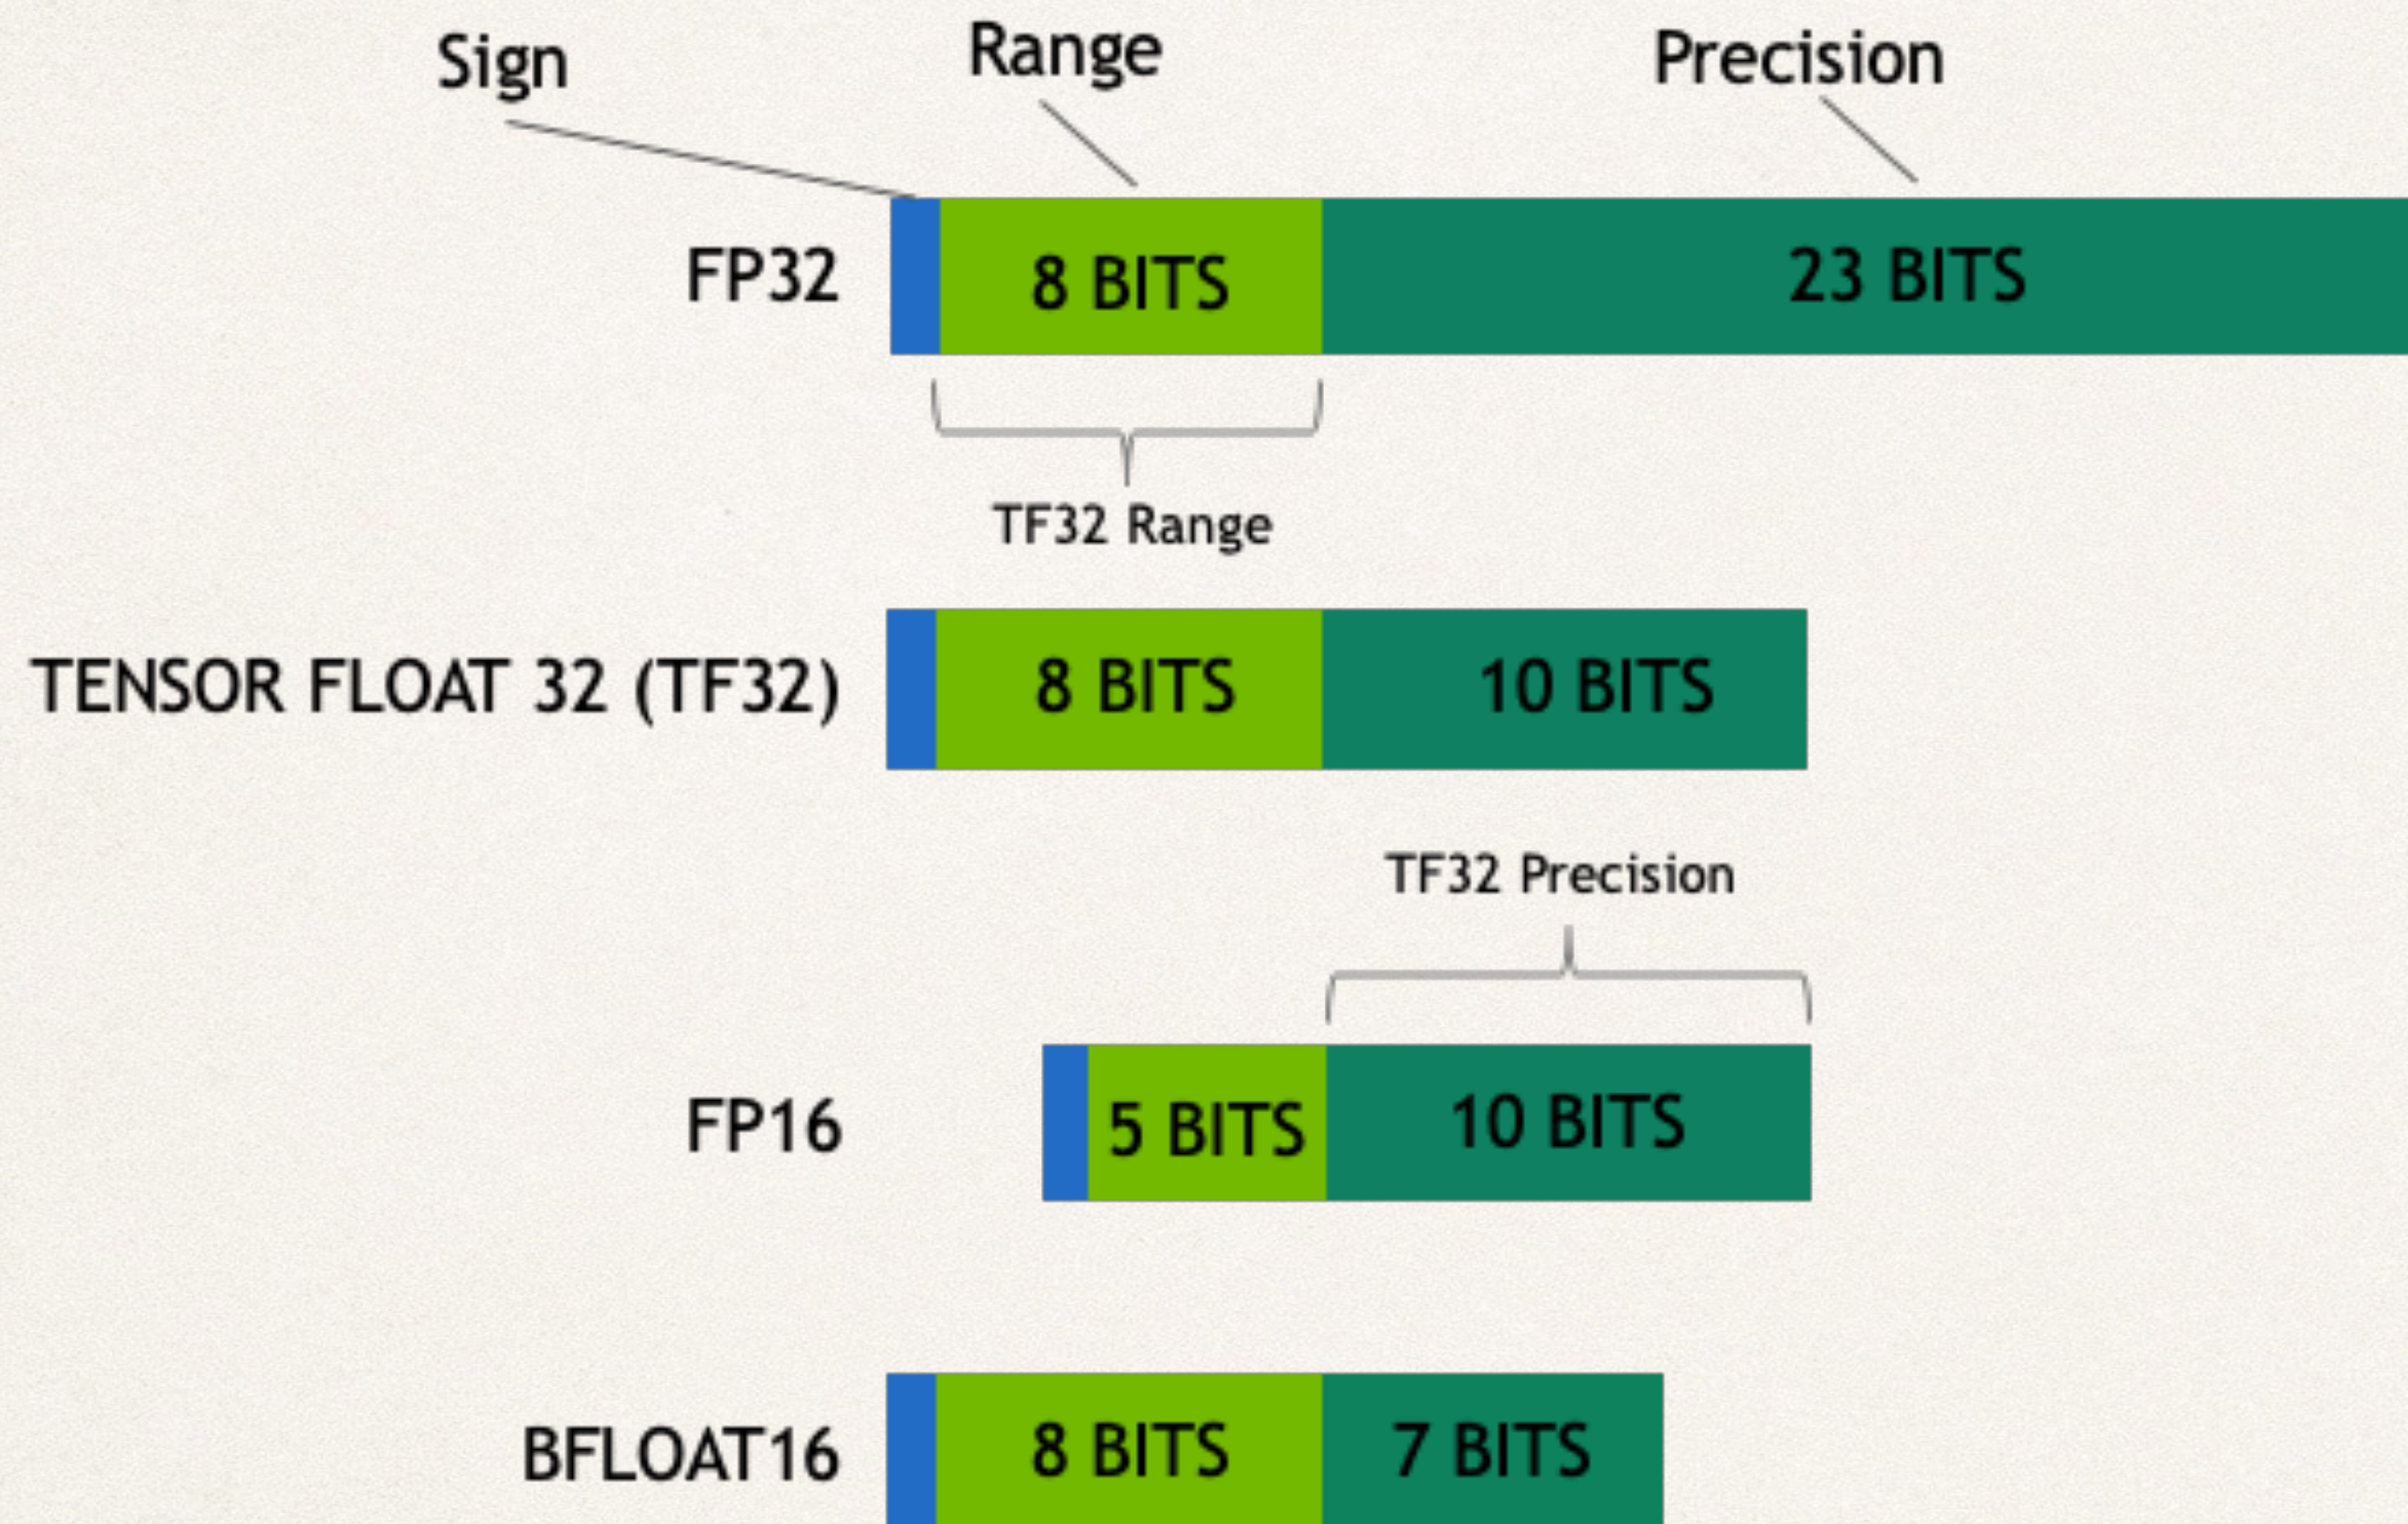 Sign
Range
Precision
FP32
8 BITS
23 BITS
TF32 Range
TENSOR FLOAT 32 (TF32)
8 BITS
10 BITS
TF32 Precision
FP16
5 BITS
10 BITS
BFLOAT16
8 BITS
7 BITS